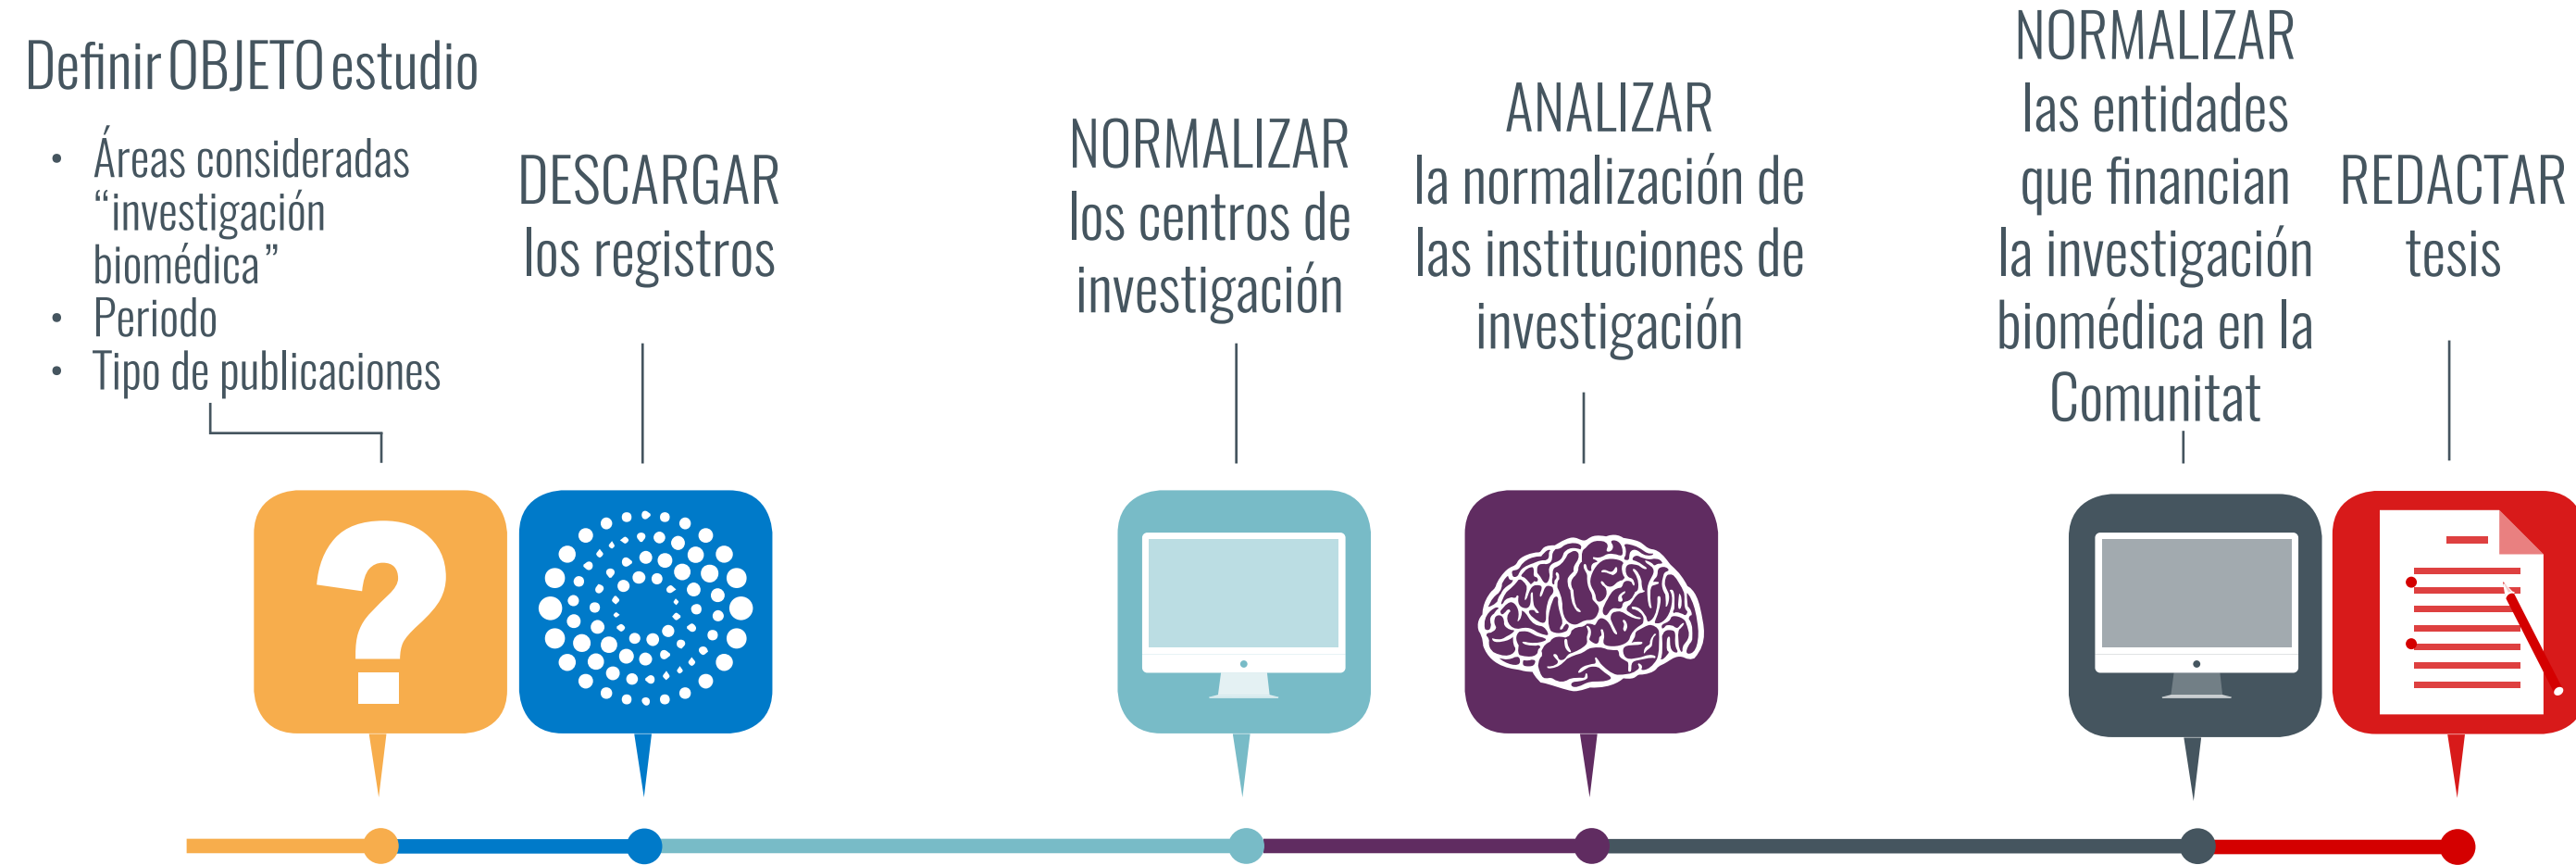 Definir OBJETO estudio
• Áreas consideradas
“investigación
biomédica”
• Periodo
• Tipo de publicaciones
DESCARGAR
los registros
NORMALIZAR
los centros de
investigación
ANALIZAR
la normalización de
las instituciones de
investigación
NORMALIZAR
las entidades
que financian
la investigación
biomédica en la
Comunitat
REDACTAR
tesis
?